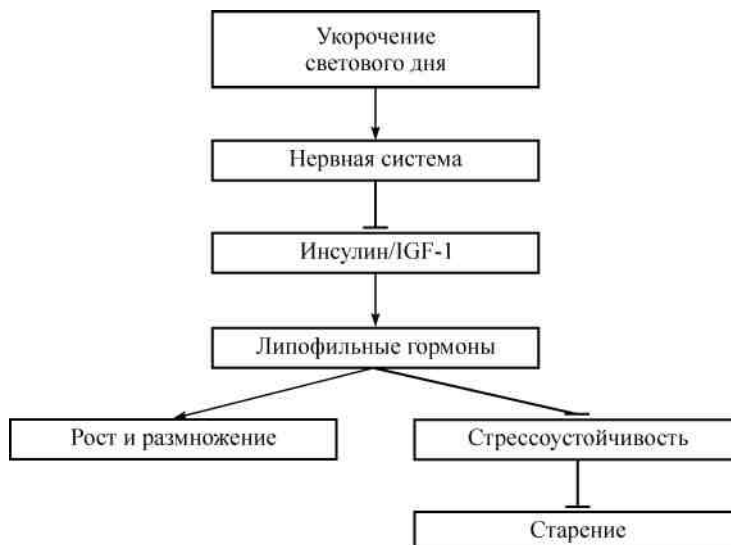 Укорочение
светового дня
Нервная система
Инсулин/IGF-1
Липофильные гормоны
Рост и размножение
Стрессоустойчивость
Старение